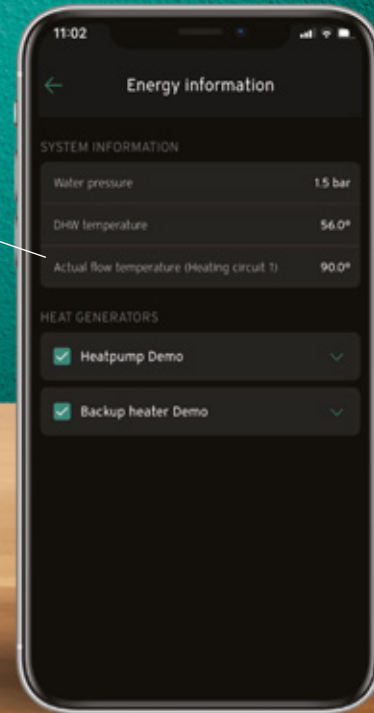 11:02
Energy information
SYSTEM INFORMATION
Water pressure 1.5 bar
DHW temperature 56.0°
Actual flow temperature (Heating circuit 1) 90.0°
HEAT GENERATORS
Heatpump Demo
Backup heater Demo